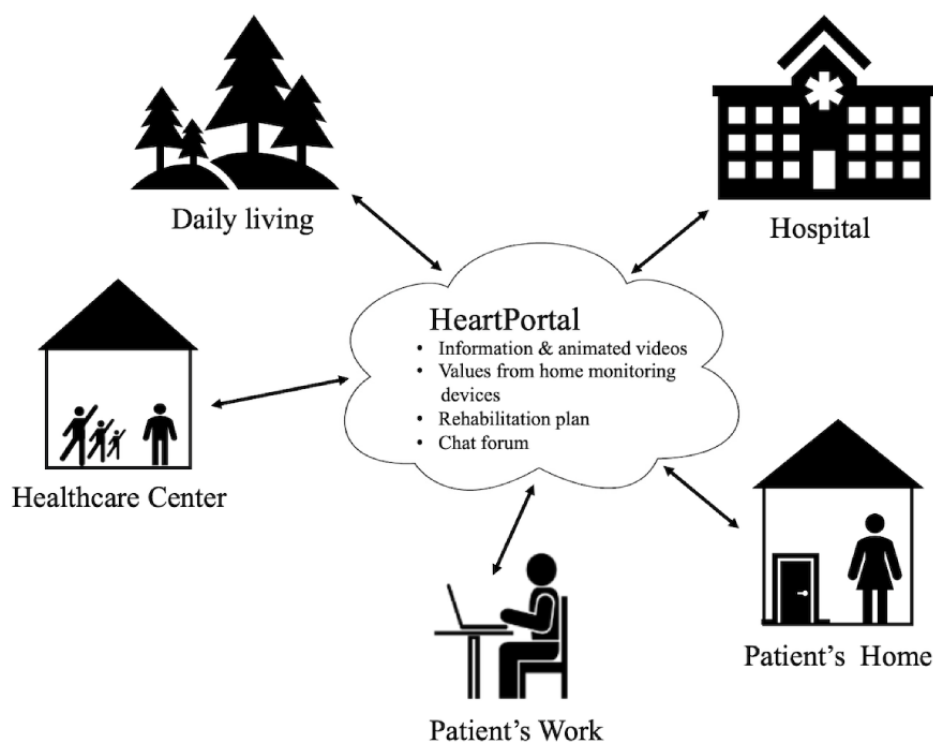 Daily living
Hospital
HeartPortal
• Information & animated videos
• Values from home monitoring
devices
• Rehabilitation plan
• Chat forum
Healthcare Center
Patient's Home
Patient's Work